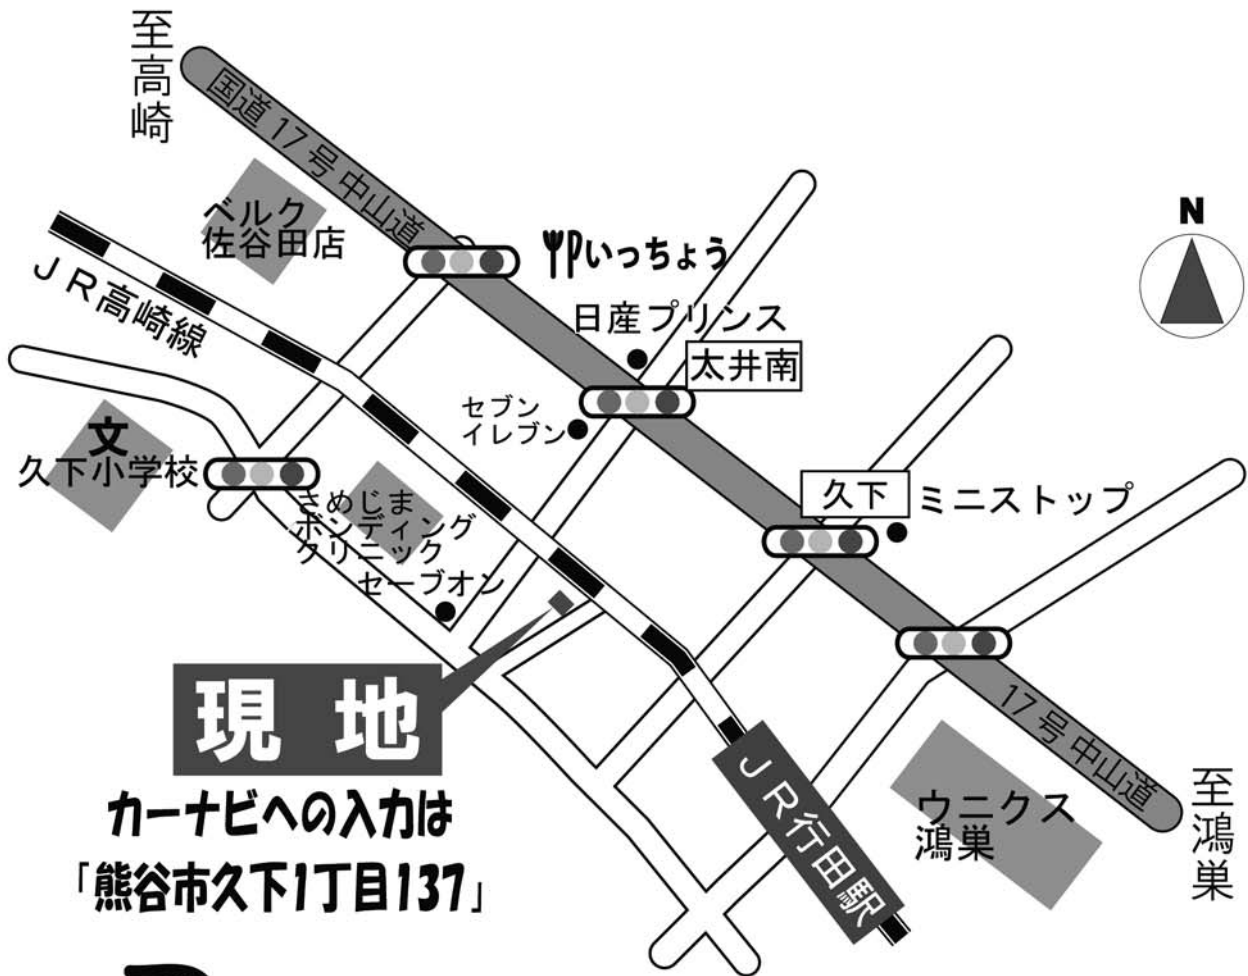 至高崎
国道17号中山道
ベルク
佐谷田店
JR高崎線
いっちょう
日産プリンス
太井南
N
セブン
イレブン
文
久下小学校
久下
ミニストップ
さめじま
ボンディング
クリニック
セーブオン
現地
17号中山道
JR行田駅
ウニクス
鴻巣
至鴻巣
カーナビへの入力は
「熊谷市久下1丁目137」